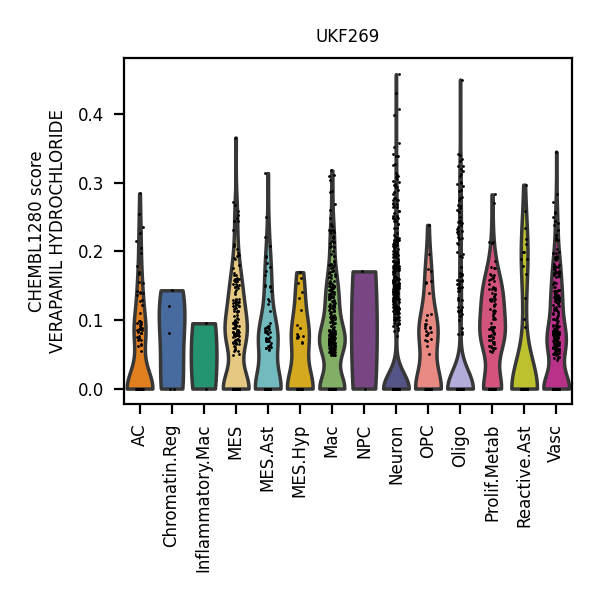 UKF269
CHEMBL1280 score
VERAPAMIL HYDROCHLORIDE
0.4
0.3
0.2
0.1
0.0
AC
Chromatin.Reg
Inflammatory.Mac
MES
MES.Ast
MES.Hyp
Mac
NPC
Neuron
OPC
Oligo
Prolif.Metab
Reactive.Ast
Vasc